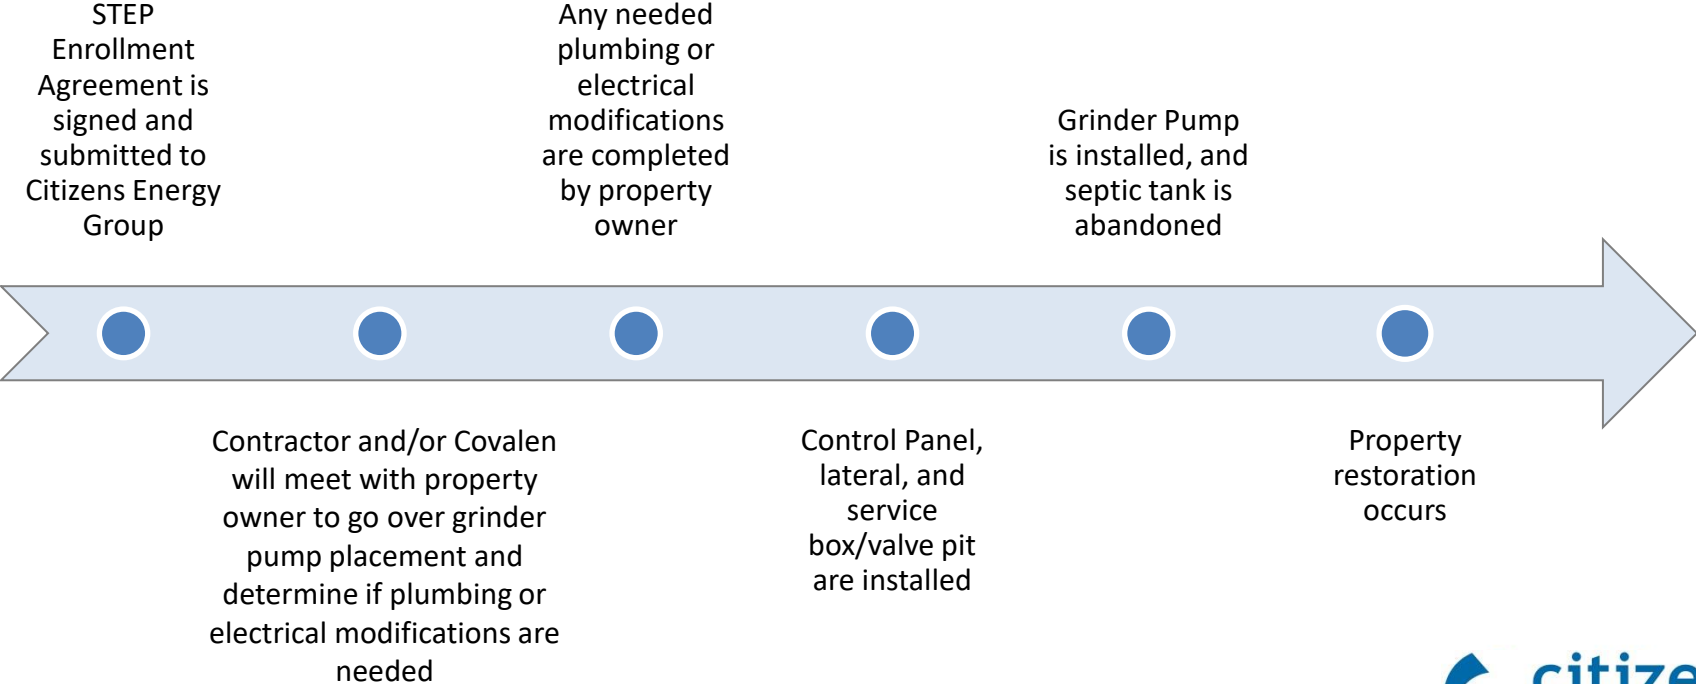 STEP
Enrollment
Agreement is
signed and
submitted to
Citizens Energy
Group
Contractor and/or Covalen
will meet with property
owner to go over grinder
pump placement and
determine if plumbing or
electrical modifications are
needed
Any needed
plumbing or
electrical
modifications
are completed
by property
owner
Control Panel,
lateral, and
service
box/valve pit
are installed
Grinder Pump
is installed, and
septic tank is
abandoned
Property
restoration
occurs
citize